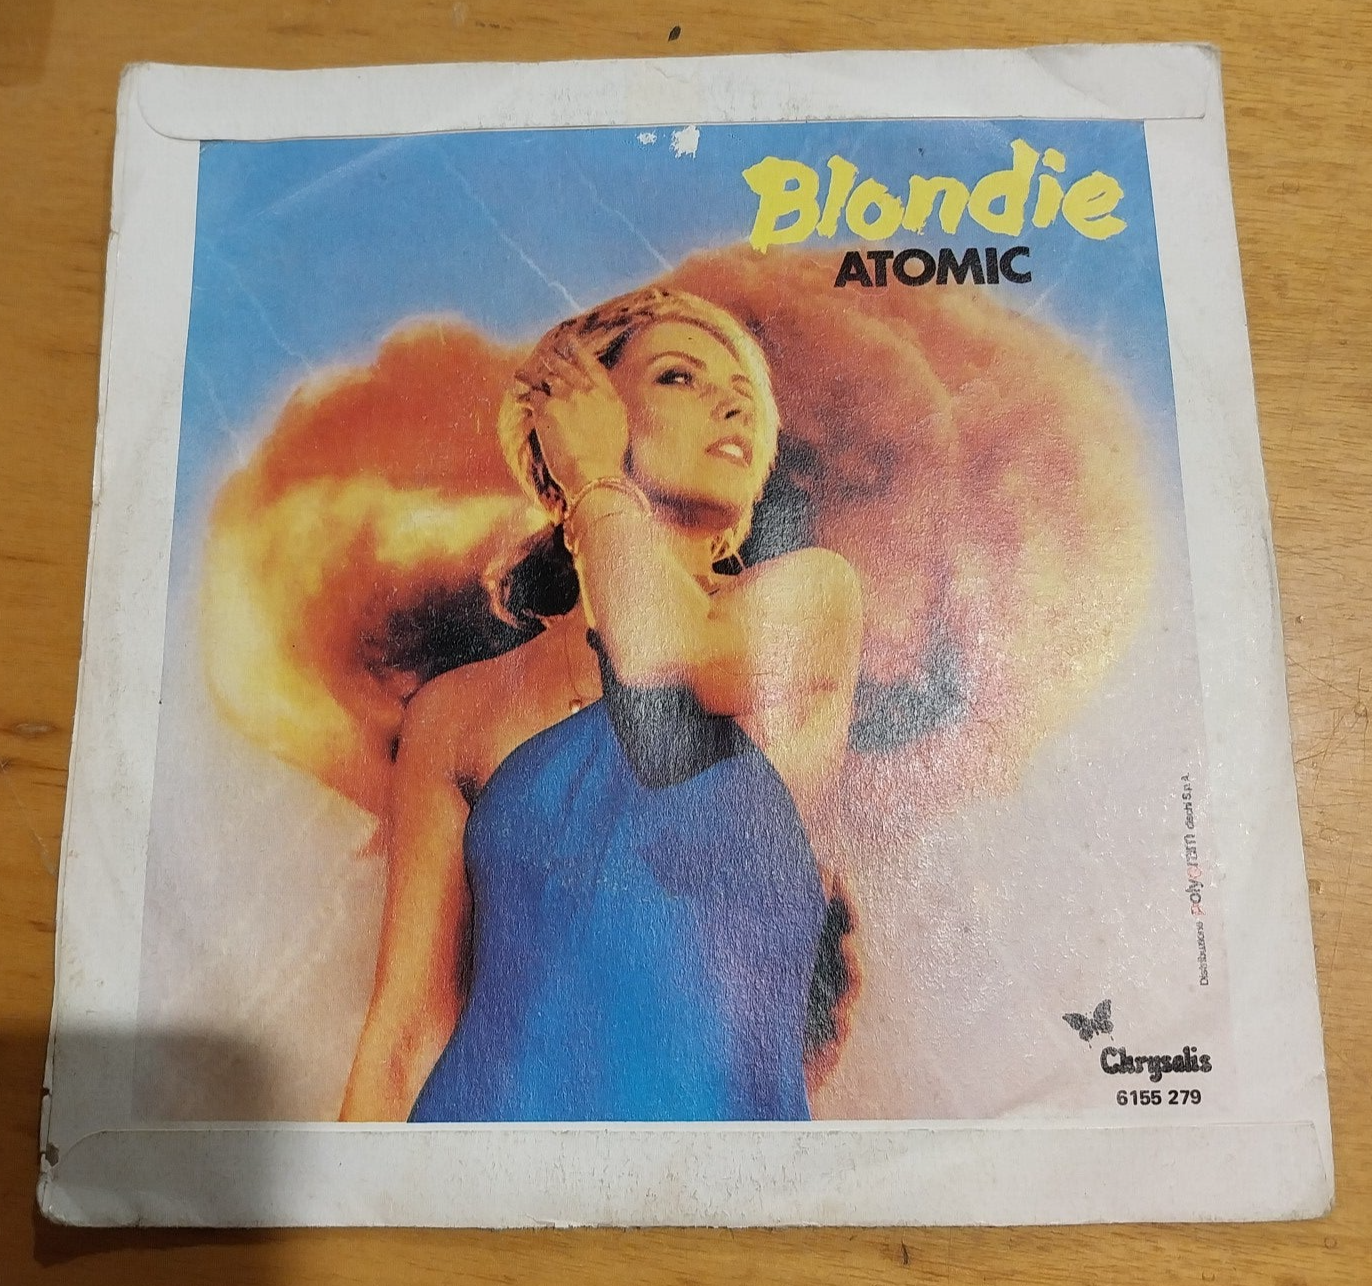 Blondie
ATOMIC
Distribuzione polyGram dischi S.p.A.
Chrysalis
6155 279